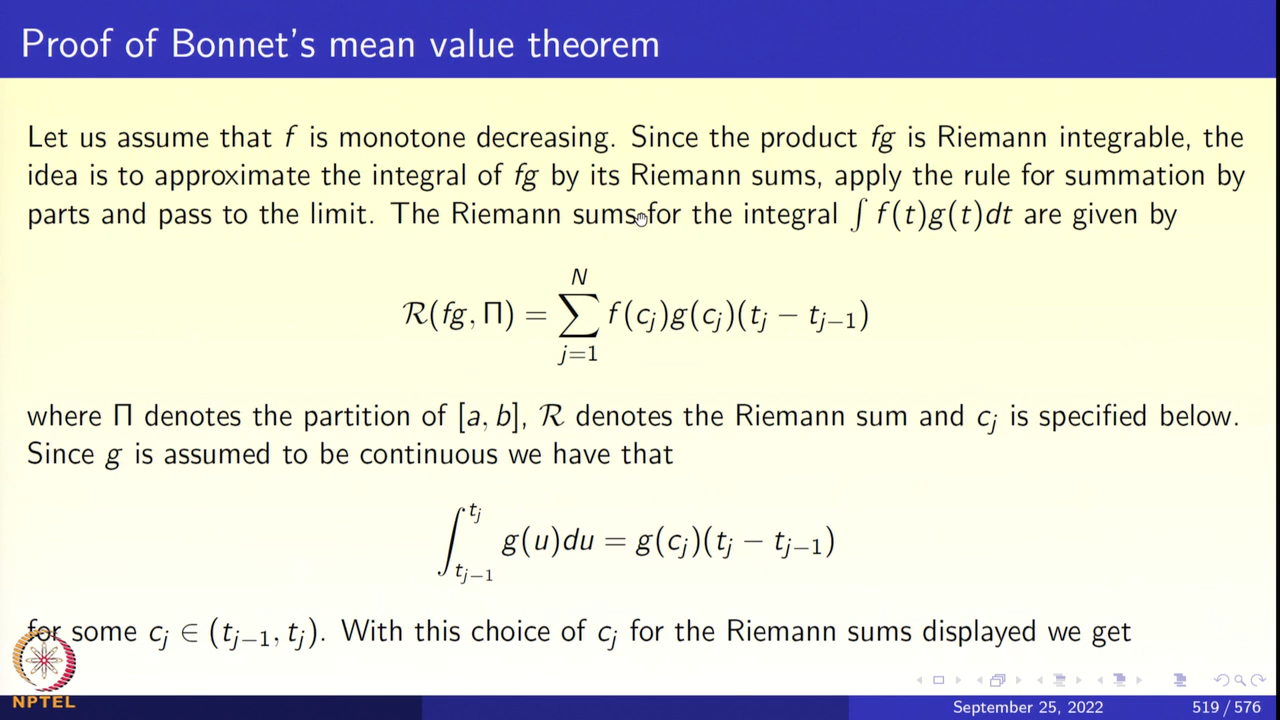 Proof of Bonnet's mean value theorem
Let us assume that f is monotone decreasing. Since the product fg is Riemann integrable, the
idea is to approximate the integral of fg by its Riemann sums, apply the rule for summation by
parts and pass to the limit. The Riemann sums for the integral ∫ f(t)g(t)dt are given by
R(fg, Π) = ∑_{j=1}^{N} f(c_j)g(c_j)(t_j − t_{j−1})
where Π denotes the partition of [a, b], R denotes the Riemann sum and c_j is specified below.
Since g is assumed to be continuous we have that
∫_{t_{j−1}}^{t_j} g(u)du = g(c_j)(t_j − t_{j−1})
for some c_j ∈ (t_{j−1}, t_j). With this choice of c_j for the Riemann sums displayed we get
NPTEL
September 25, 2022 519 / 576